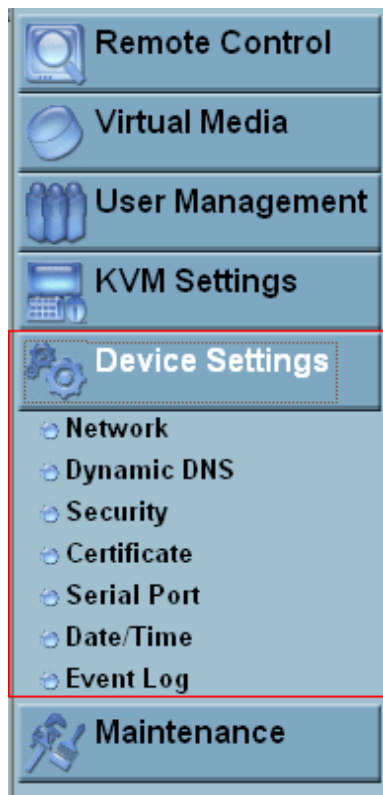 Remote Control
Virtual Media
User Management
KVM Settings
Device Settings
Network
Dynamic DNS
Security
Certificate
Serial Port
Date/Time
Event Log
Maintenance